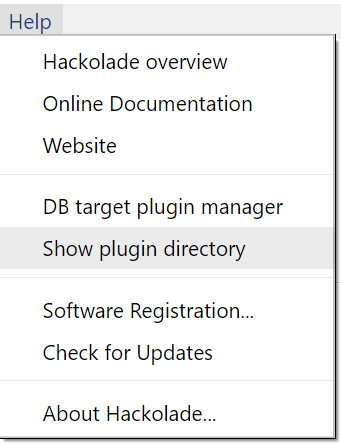 Help
Hackolade overview
Online Documentation
Website
DB target plugin manager
Show plugin directory
Software Registration...
Check for Updates
About Hackolade...